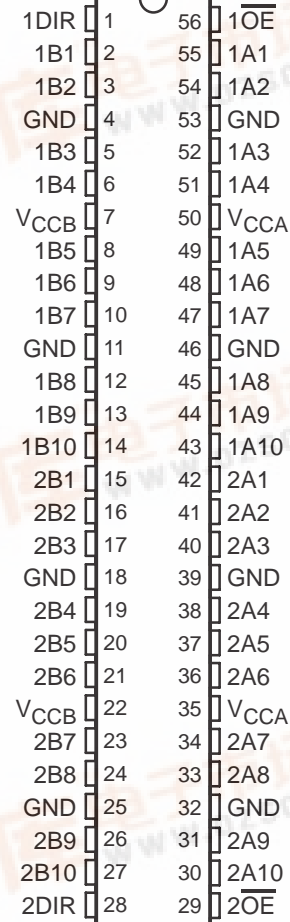 1DIR 1 56 1OE
1B1 2 55 1A1
1B2 3 54 1A2
GND 4 53 GND
1B3 5 52 1A3
1B4 6 51 1A4
VCCB 7 50 VCCA
1B5 8 49 1A5
1B6 9 48 1A6
1B7 10 47 1A7
GND 11 46 GND
1B8 12 45 1A8
1B9 13 44 1A9
1B10 14 43 1A10
2B1 15 42 2A1
2B2 16 41 2A2
2B3 17 40 2A3
GND 18 39 GND
2B4 19 38 2A4
2B5 20 37 2A5
2B6 21 36 2A6
VCCB 22 35 VCCA
2B7 23 34 2A7
2B8 24 33 2A8
GND 25 32 GND
2B9 26 31 2A9
2B10 27 30 2A10
2DIR 28 29 2OE